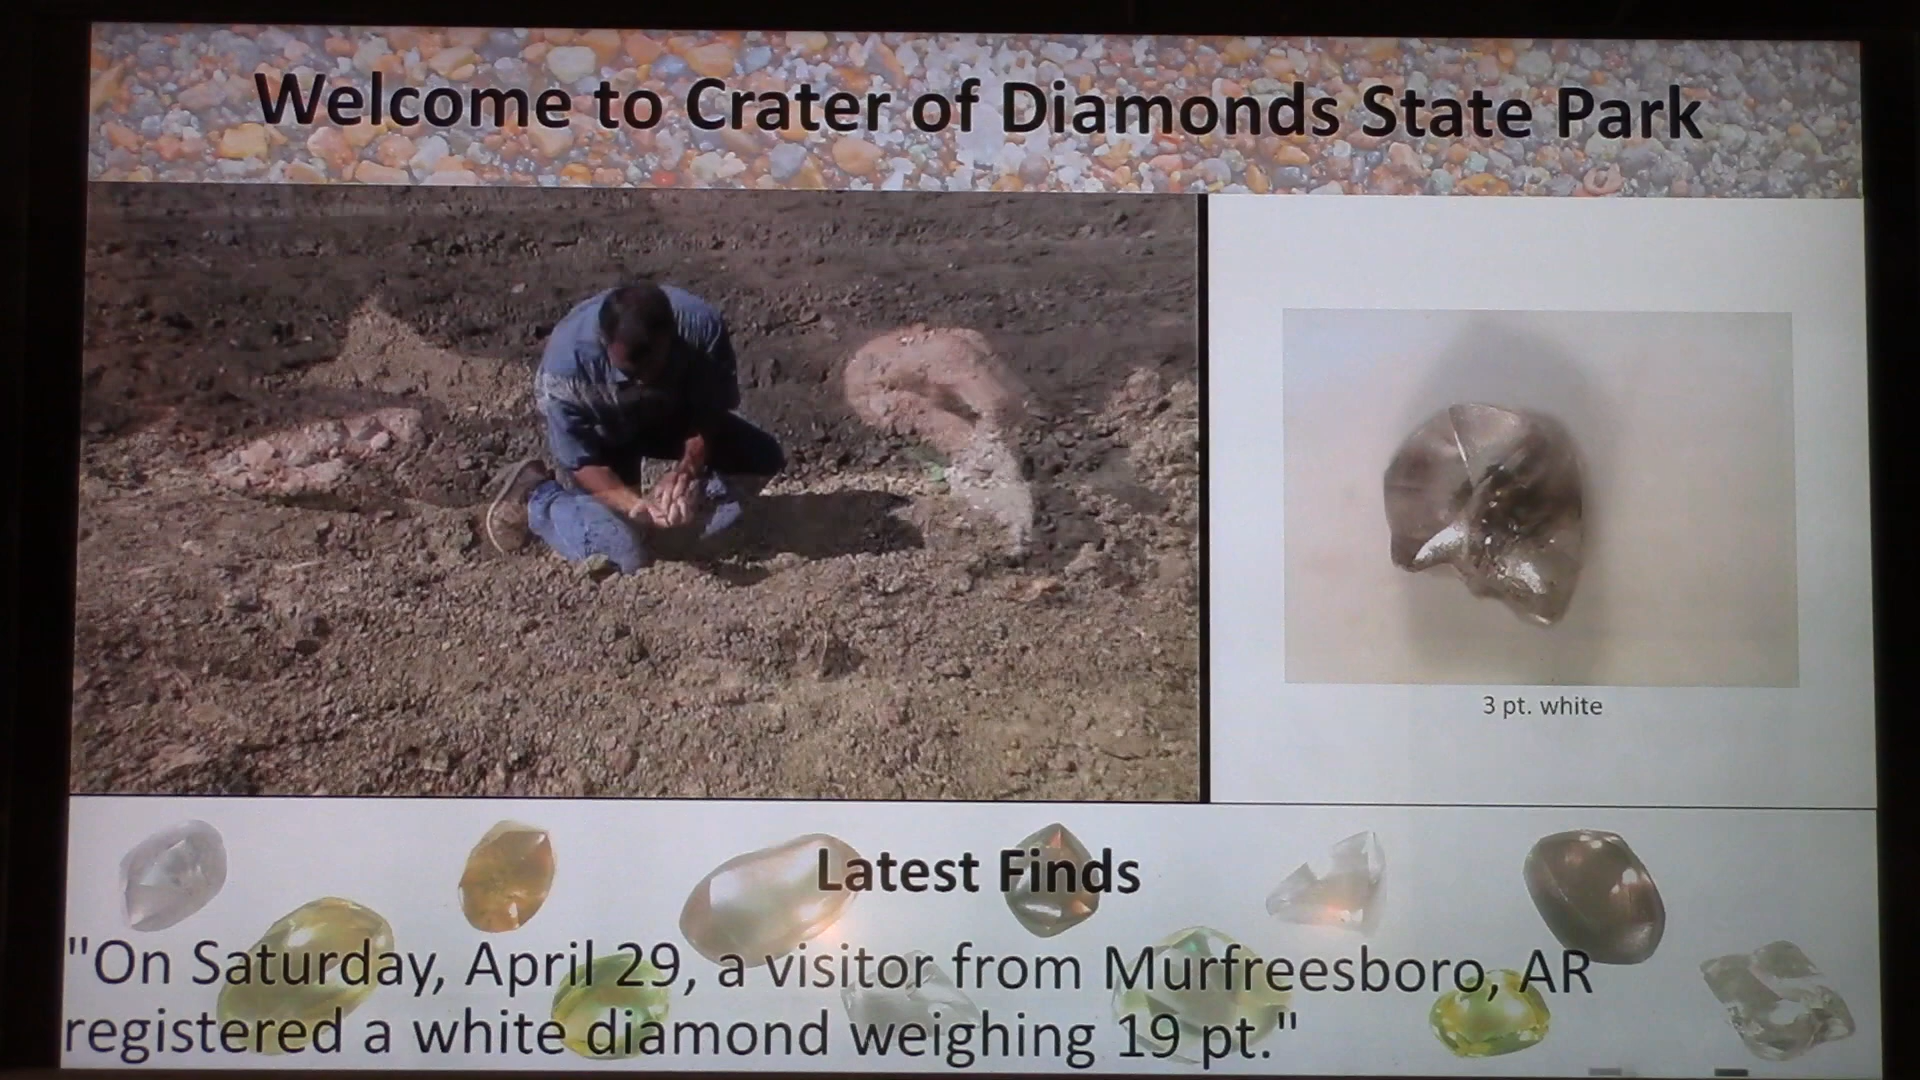 Welcome to Crater of Diamonds State Park
3 pt. white
Latest Finds
"On Saturday, April 29, a visitor from Murfreesboro, AR
registered a white diamond weighing 19 pt."